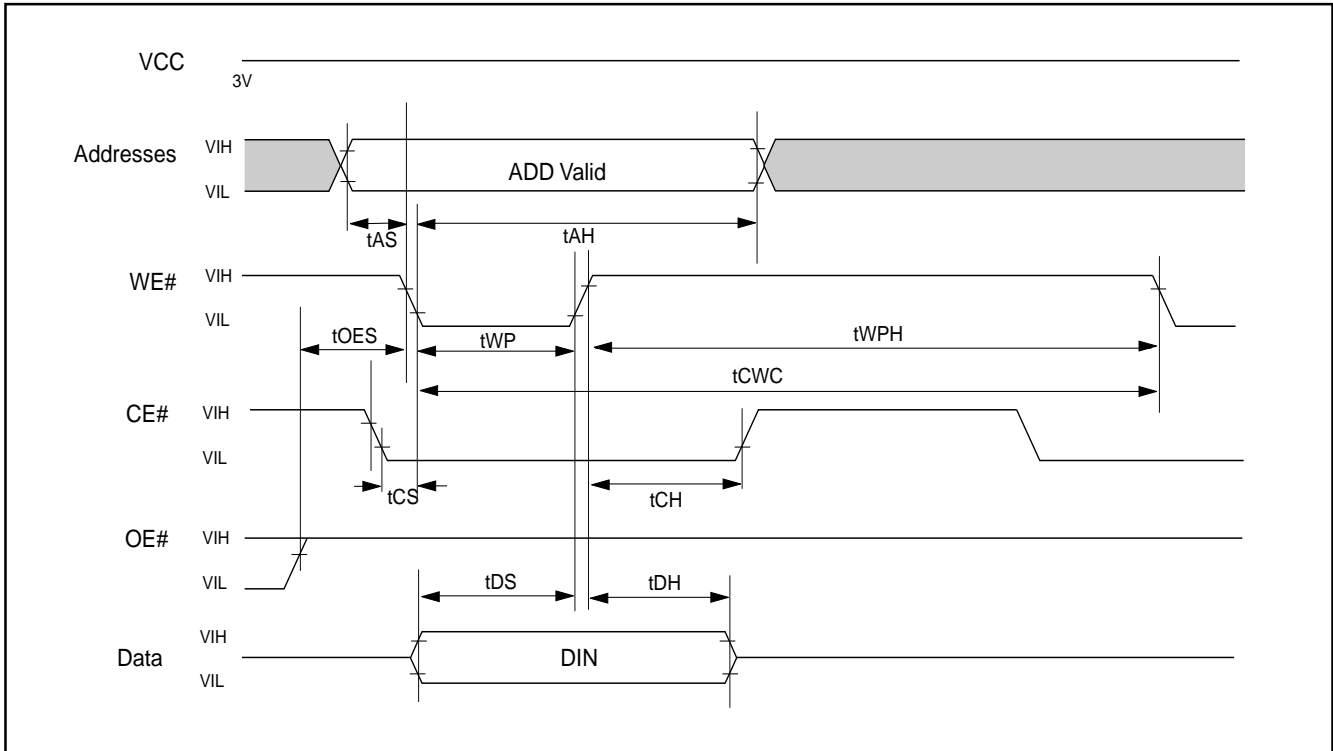 VCC
3V
Addresses
VIH
ADD Valid
VIL
tAS
tAH
WE#
VIH
VIL
tOES
tWP
tWPH
tCWC
CE#
VIH
VIL
tCS
tCH
OE#
VIH
VIL
tDS
tDH
Data
VIH
DIN
VIL